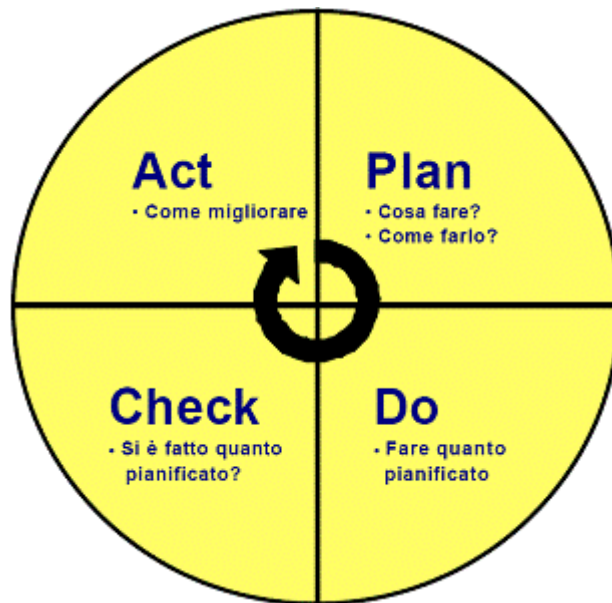 Act
• Come migliorare
Plan
• Cosa fare?
• Come farlo?
Check
• Si è fatto quanto
pianificato?
Do
• Fare quanto
pianificato